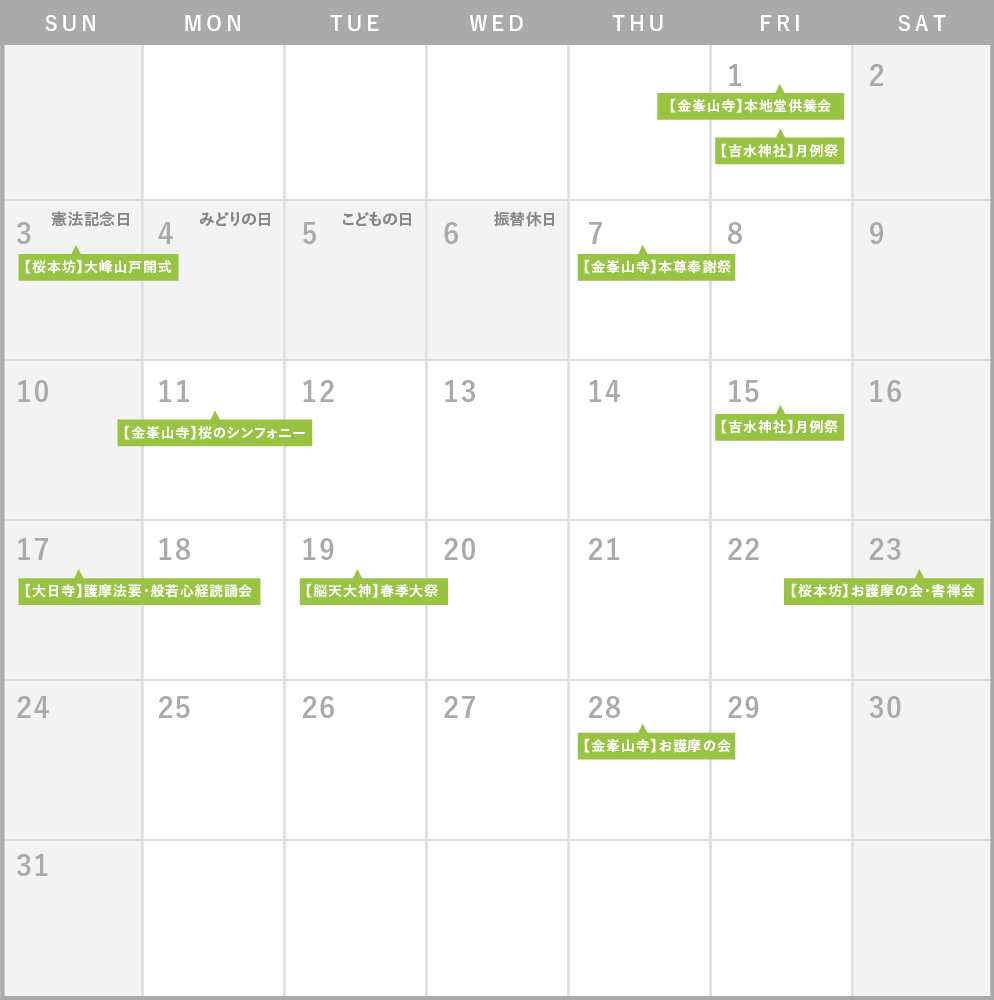 SUN MON TUE WED THU FRI SAT
1 2
【金峯山寺】本地堂供養会
【吉水神社】月例祭
憲法記念日 みどりの日 こどもの日 振替休日
3 4 5 6 7 8 9
【桜本坊】大峰山戸開式 【金峯山寺】本尊奉謝祭
10 11 12 13 14 15 16
【金峯山寺】桜のシンフォニー 【吉水神社】月例祭
17 18 19 20 21 22 23
【大日寺】護摩法要・般若心経読誦会 【脳天大神】春季大祭 【桜本坊】お護摩の会・書禅会
24 25 26 27 28 29 30
【金峯山寺】お護摩の会
31